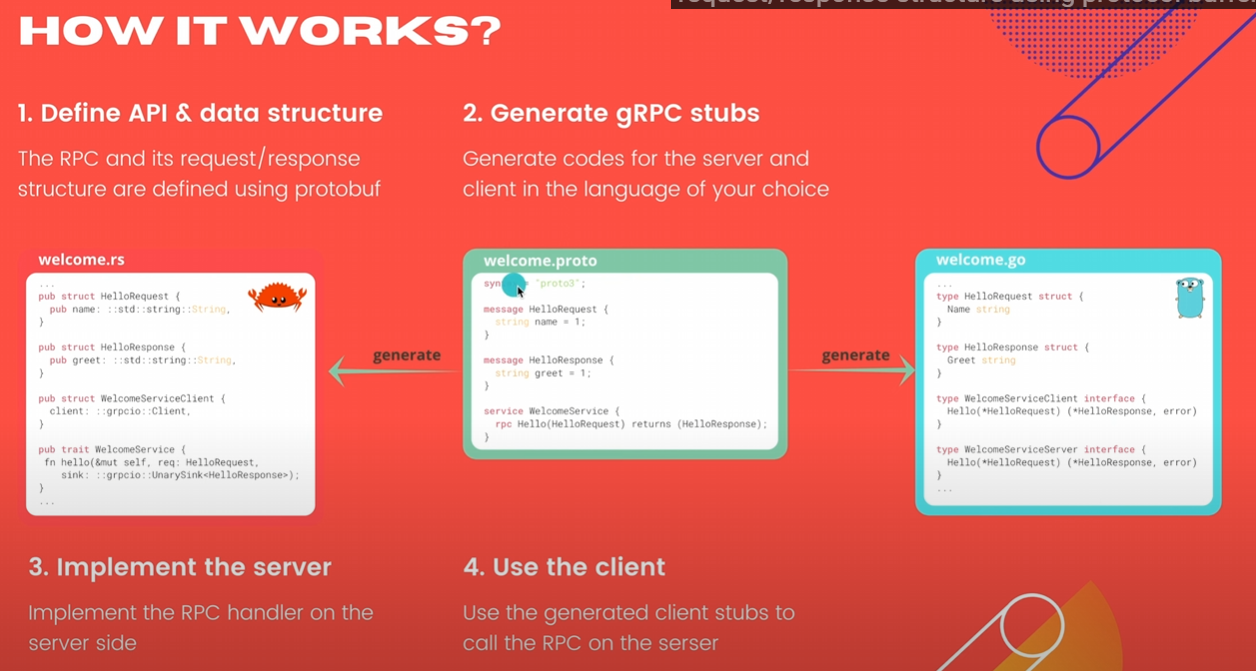 HOW IT WORKS?
1. Define API & data structure
The RPC and its request/response
structure are defined using protobuf
2. Generate gRPC stubs
Generate codes for the server and
client in the language of your choice
welcome.rs
...
pub struct HelloRequest {
pub name: ::std::string::String,
}
pub struct HelloResponse {
pub greet: ::std::string::String,
}
pub struct WelcomeServiceClient {
client: ::grpcio::Client,
}
pub trait WelcomeService {
fn hello(&mut self, req: HelloRequest,
sink: ::grpcio::UnarySink<HelloResponse>);
}
...
generate
welcome.proto
"proto3";
message HelloRequest {
string name = 1;
}
message HelloResponse {
string greet = 1;
}
service WelcomeService {
rpc Hello(HelloRequest) returns (HelloResponse);
}
generate
welcome.go
...
type HelloRequest struct {
Name string
}
type HelloResponse struct {
Greet string
}
type WelcomeServiceClient interface {
Hello(*HelloRequest) (*HelloResponse, error)
}
type WelcomeServiceServer interface {
Hello(*HelloRequest) (*HelloResponse, error)
}
...
3. Implement the server
Implement the RPC handler on the
server side
4. Use the client
Use the generated client stubs to
call the RPC on the serser